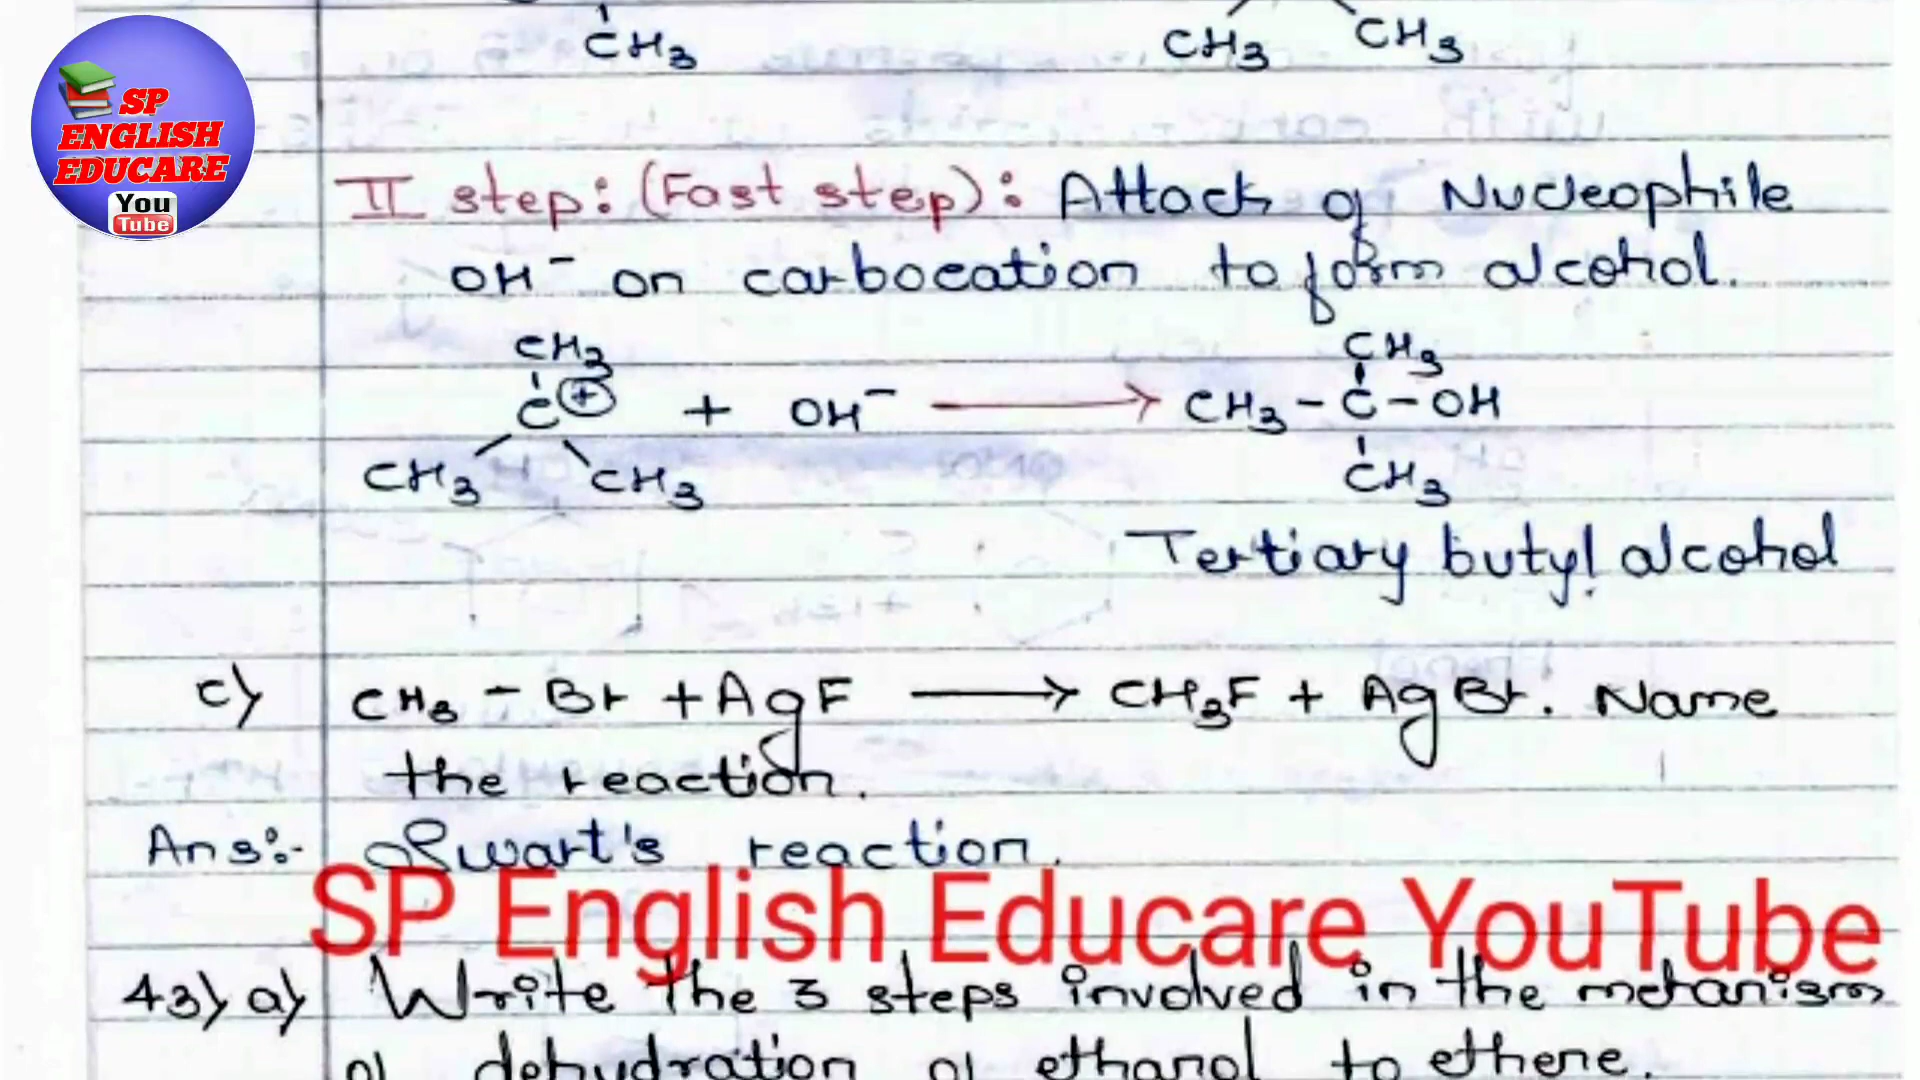 CH3 CH3 CH3
SP
ENGLISH
EDUCARE
You
Tube
II step: (Fast step): Attack of Nucleophile
OH⁻ on carbocation to form alcohol.
CH3 CH3
C⊕ + OH⁻ → CH3 - C - OH
CH3 CH3 CH3
Tertiary butyl alcohol
c) CH3 - Br + AgF → CH3F + AgBr. Name
the reaction.
Ans:- Swart's reaction.
SP English Educare YouTube
43) a) Write the 3 steps involved in the mechanism
of dehydration of ethanol to ethene.